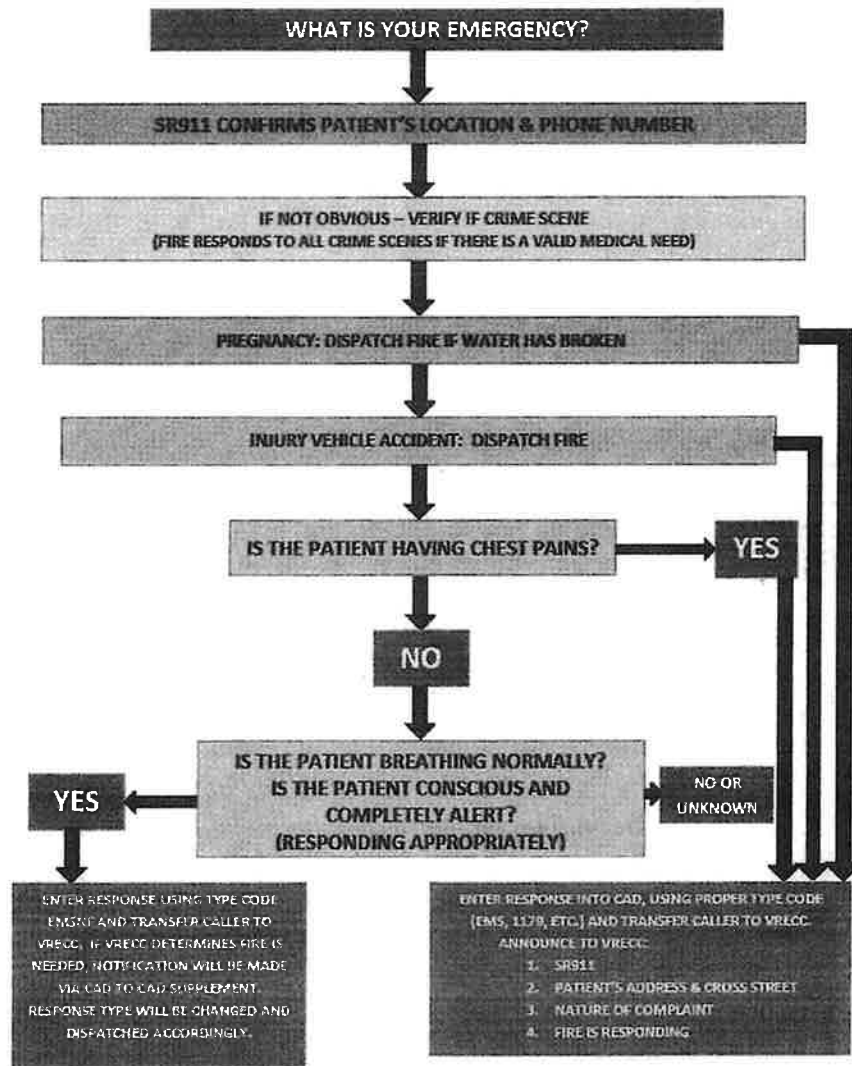 WHAT IS YOUR EMERGENCY?
SR911 CONFIRMS PATIENT'S LOCATION & PHONE NUMBER
IF NOT OBVIOUS – VERIFY IF CRIME SCENE
(FIRE RESPONDS TO ALL CRIME SCENES IF THERE IS A VALID MEDICAL NEED)
PREGNANCY: DISPATCH FIRE IF WATER HAS BROKEN
INJURY VEHICLE ACCIDENT: DISPATCH FIRE
IS THE PATIENT HAVING CHEST PAINS?
YES
NO
IS THE PATIENT BREATHING NORMALLY?
IS THE PATIENT CONSCIOUS AND
COMPLETELY ALERT?
(RESPONDING APPROPRIATELY)
YES
NO OR
UNKNOWN
ENTER RESPONSE USING TYPE CODE
AND TRANSFER CALLER TO
VRECC. IF VRECC DETERMINES FIRE IS
NEEDED, NOTIFICATION WILL BE MADE
VIA CAD TO CAD SUPPLEMENT.
RESPONSE TYPE WILL BE CHANGED AND
DISPATCHED ACCORDINGLY.
ENTER RESPONSE INTO CAD, USING PROPER TYPE CODE
(EMS, 1179, ETC.) AND TRANSFER CALLER TO VRECC.
ANNOUNCE TO VRECC:
1. SR911
2. PATIENT'S ADDRESS & CROSS STREET
3. NATURE OF COMPLAINT
4. FIRE IS RESPONDING